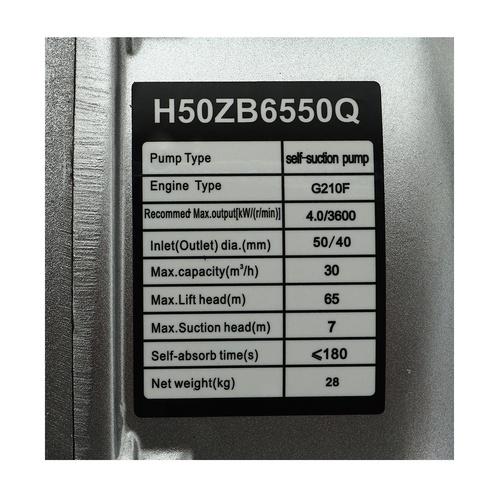 H50ZB6550Q
Pump Type self-suction pump
Engine Type G210F
Recommed Max.output[kW/(r/min)] 4.0/3600
Inlet(Outlet) dia.(mm) 50/40
Max.capacity(m³/h) 30
Max.Lift head(m) 65
Max.Suction head(m) 7
Self-absorb time(s) ≤180
Net weight(kg) 28